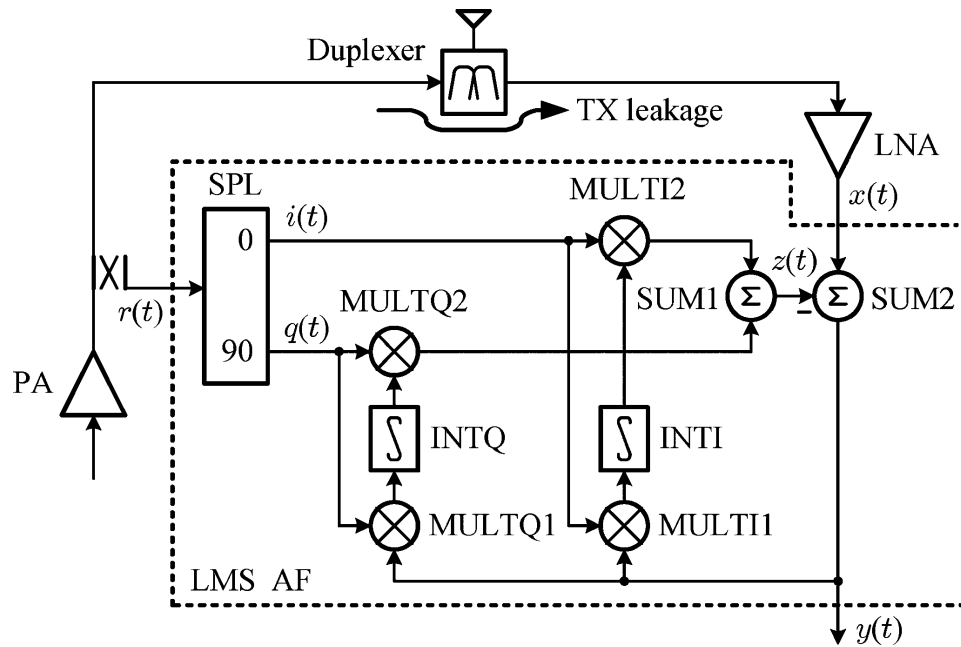 Duplexer
TX leakage
LNA
SPL
MULTI2
x(t)
i(t)
0
z(t)
MULTQ2
SUM1
Σ
Σ
SUM2
r(t)
q(t)
90
PA
INTQ
INTI
MULTQ1
MULTI1
LMS AF
y(t)